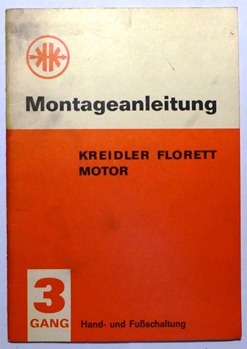 Montageanleitung
KREIDLER FLORETT
MOTOR
3
GANG
Hand- und Fußschaltung